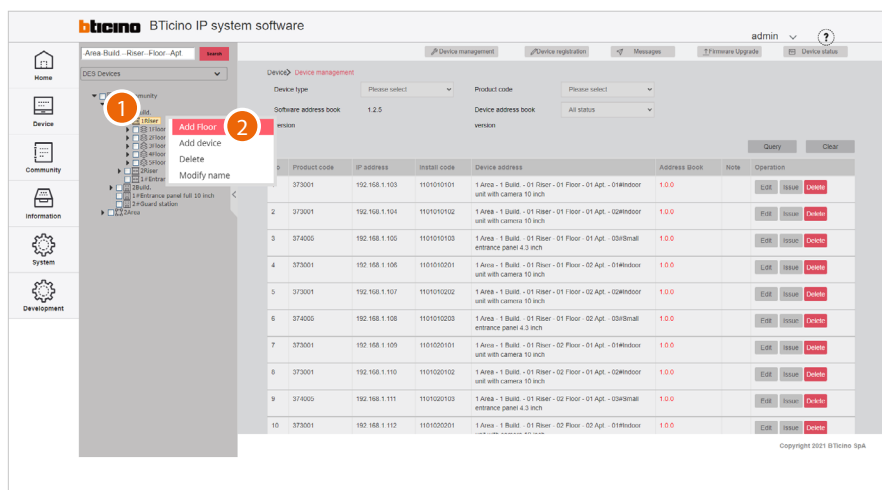 bticino BTicino IP system software
admin
?
Area-Build.--Riser--Floor--Apt. Search
Device management Device registration Messages Firmware Upgrade Device status
Home
DES Devices
Device> Device management
Device type Please select Product code Please select
Software address book 1.2.5 Device address book All status
version version
Query Clear
1
1Riser
1Floor
2Floor
3Floor
4Floor
5Floor
2Riser
2Build.
1#Entrance panel full 10 inch
2#Guard station
2Area
2
Add Floor
Add device
Delete
Modify name
Device
Community
Information
System
Development
Product code IP address Install code Device address Address Book Note Operation
373001 192.168.1.103 1101010101 1 Area - 1 Build. - 01 Riser - 01 Floor - 01 Apt. - 01#Indoor 1.0.0 Edit Issue Delete
unit with camera 10 inch
2 373001 192.168.1.104 1101010102 1 Area - 1 Build. - 01 Riser - 01 Floor - 01 Apt. - 02#Indoor 1.0.0 Edit Issue Delete
unit with camera 10 inch
3 374005 192.168.1.105 1101010103 1 Area - 1 Build. - 01 Riser - 01 Floor - 01 Apt. - 03#Small 1.0.0 Edit Issue Delete
entrance panel 4.3 inch
4 373001 192.168.1.106 1101010201 1 Area - 1 Build. - 01 Riser - 01 Floor - 02 Apt. - 01#Indoor 1.0.0 Edit Issue Delete
unit with camera 10 inch
5 373001 192.168.1.107 1101010202 1 Area - 1 Build. - 01 Riser - 01 Floor - 02 Apt. - 02#Indoor 1.0.0 Edit Issue Delete
unit with camera 10 inch
6 374005 192.168.1.108 1101010203 1 Area - 1 Build. - 01 Riser - 01 Floor - 02 Apt. - 03#Small 1.0.0 Edit Issue Delete
entrance panel 4.3 inch
7 373001 192.168.1.109 1101020101 1 Area - 1 Build. - 01 Riser - 02 Floor - 01 Apt. - 01#Indoor 1.0.0 Edit Issue Delete
unit with camera 10 inch
8 373001 192.168.1.110 1101020102 1 Area - 1 Build. - 01 Riser - 02 Floor - 01 Apt. - 02#Indoor 1.0.0 Edit Issue Delete
unit with camera 10 inch
9 374005 192.168.1.111 1101020103 1 Area - 1 Build. - 01 Riser - 02 Floor - 01 Apt. - 03#Small 1.0.0 Edit Issue Delete
entrance panel 4.3 inch
10 373001 192.168.1.112 1101020201 1 Area - 1 Build. - 01 Riser - 02 Floor - 02 Apt. - 01#Indoor 1.0.0 Edit Issue Delete
Copyright 2021 BTicino SpA